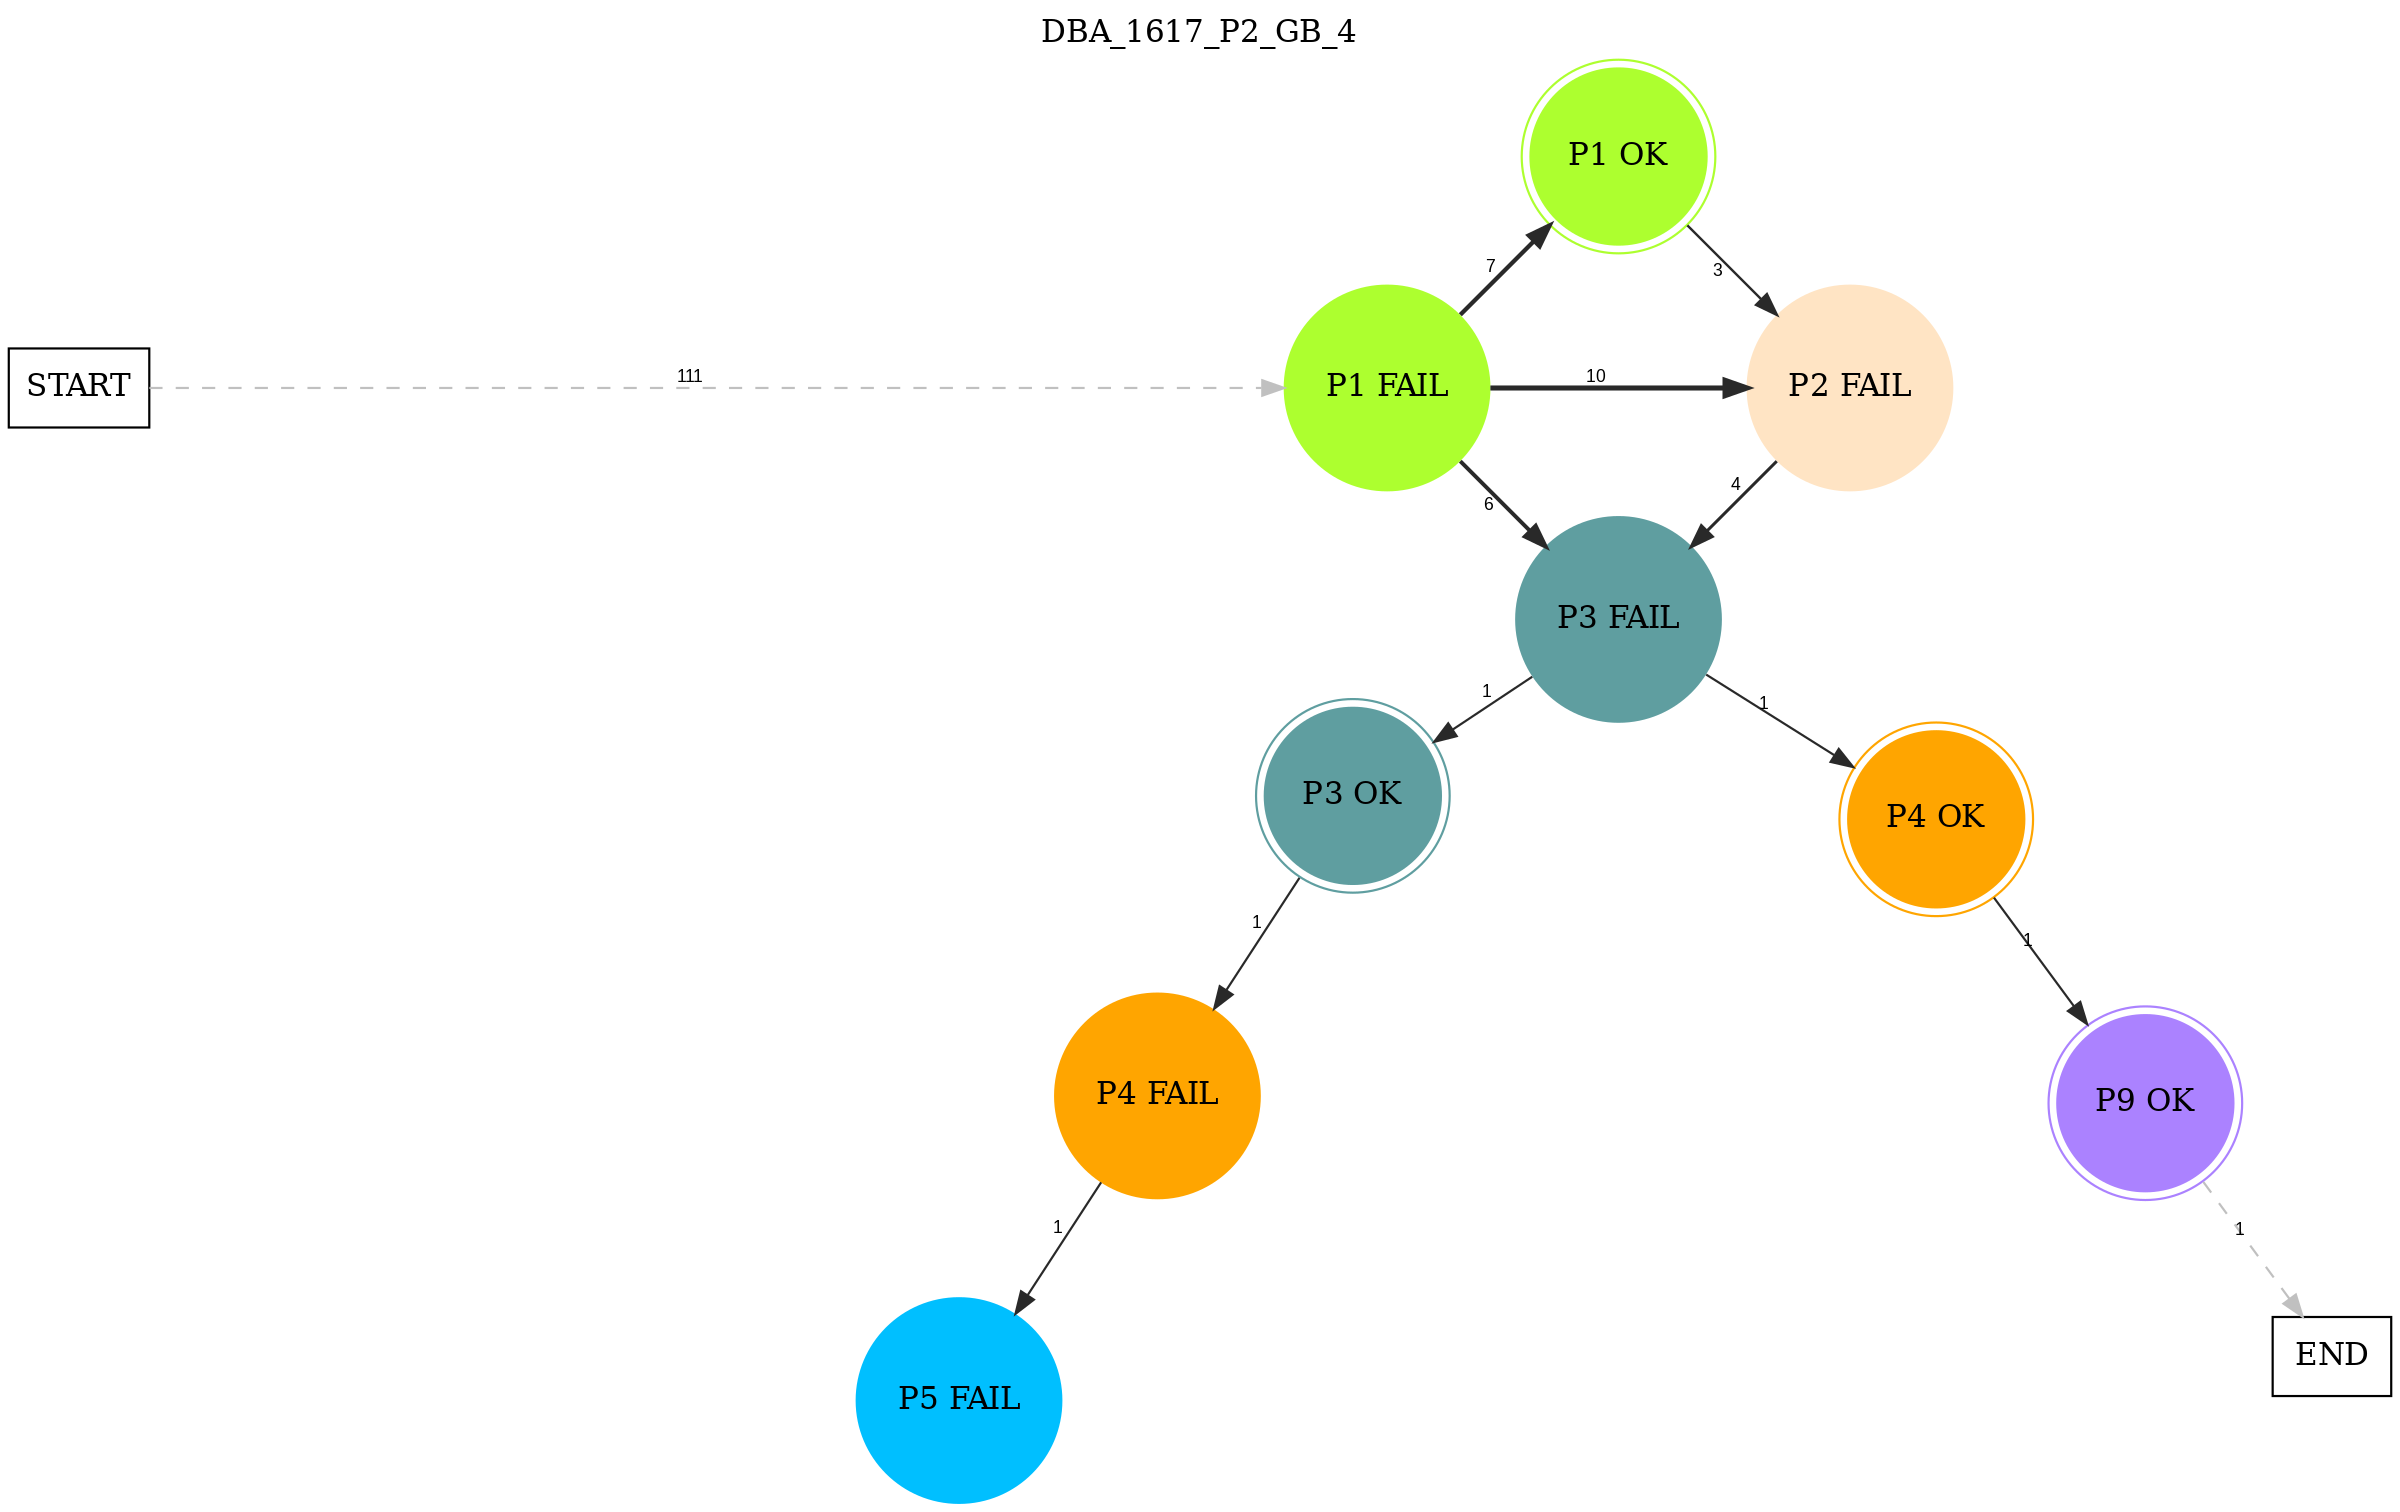 DBA_1617_P2_GB_4
P1 OK
7
3
START
111
P1 FAIL
10
P2 FAIL
6
4
P3 FAIL
1
1
P3 OK
P4 OK
1
1
P4 FAIL
P9 OK
1
1
END
P5 FAIL